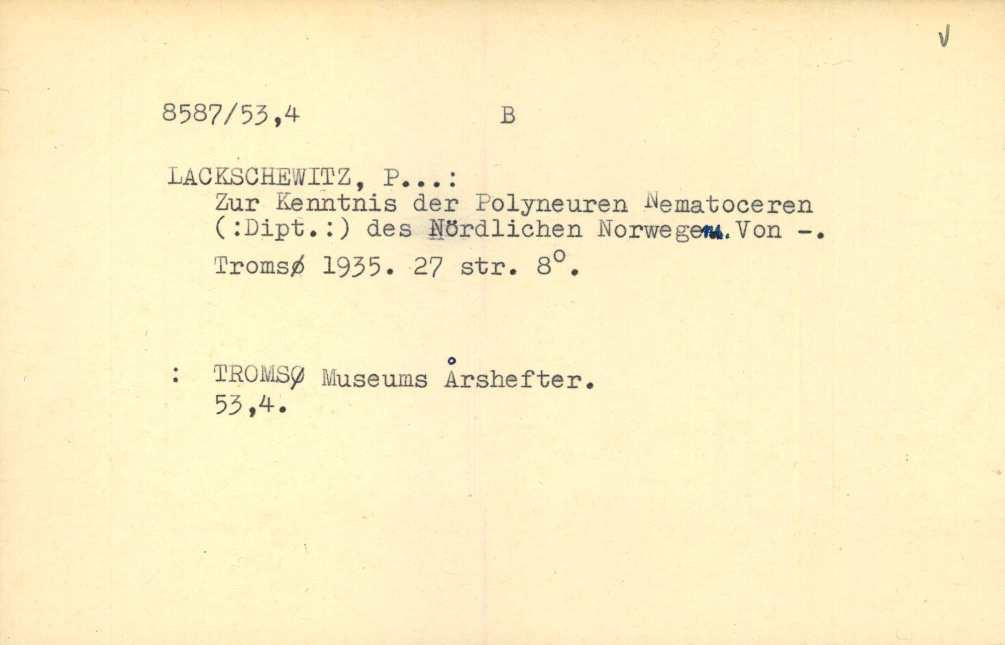 8587/53,4 B
LACKSCHEWITZ, P...:
Zur Kenntnis der Polyneuren Nematoceren
(:Dipt.:) des Nördlichen Norwegens. Von -.
Tromsø 1935. 27 str. 8°.
: TROMSØ Museums Årshefter.
53,4.